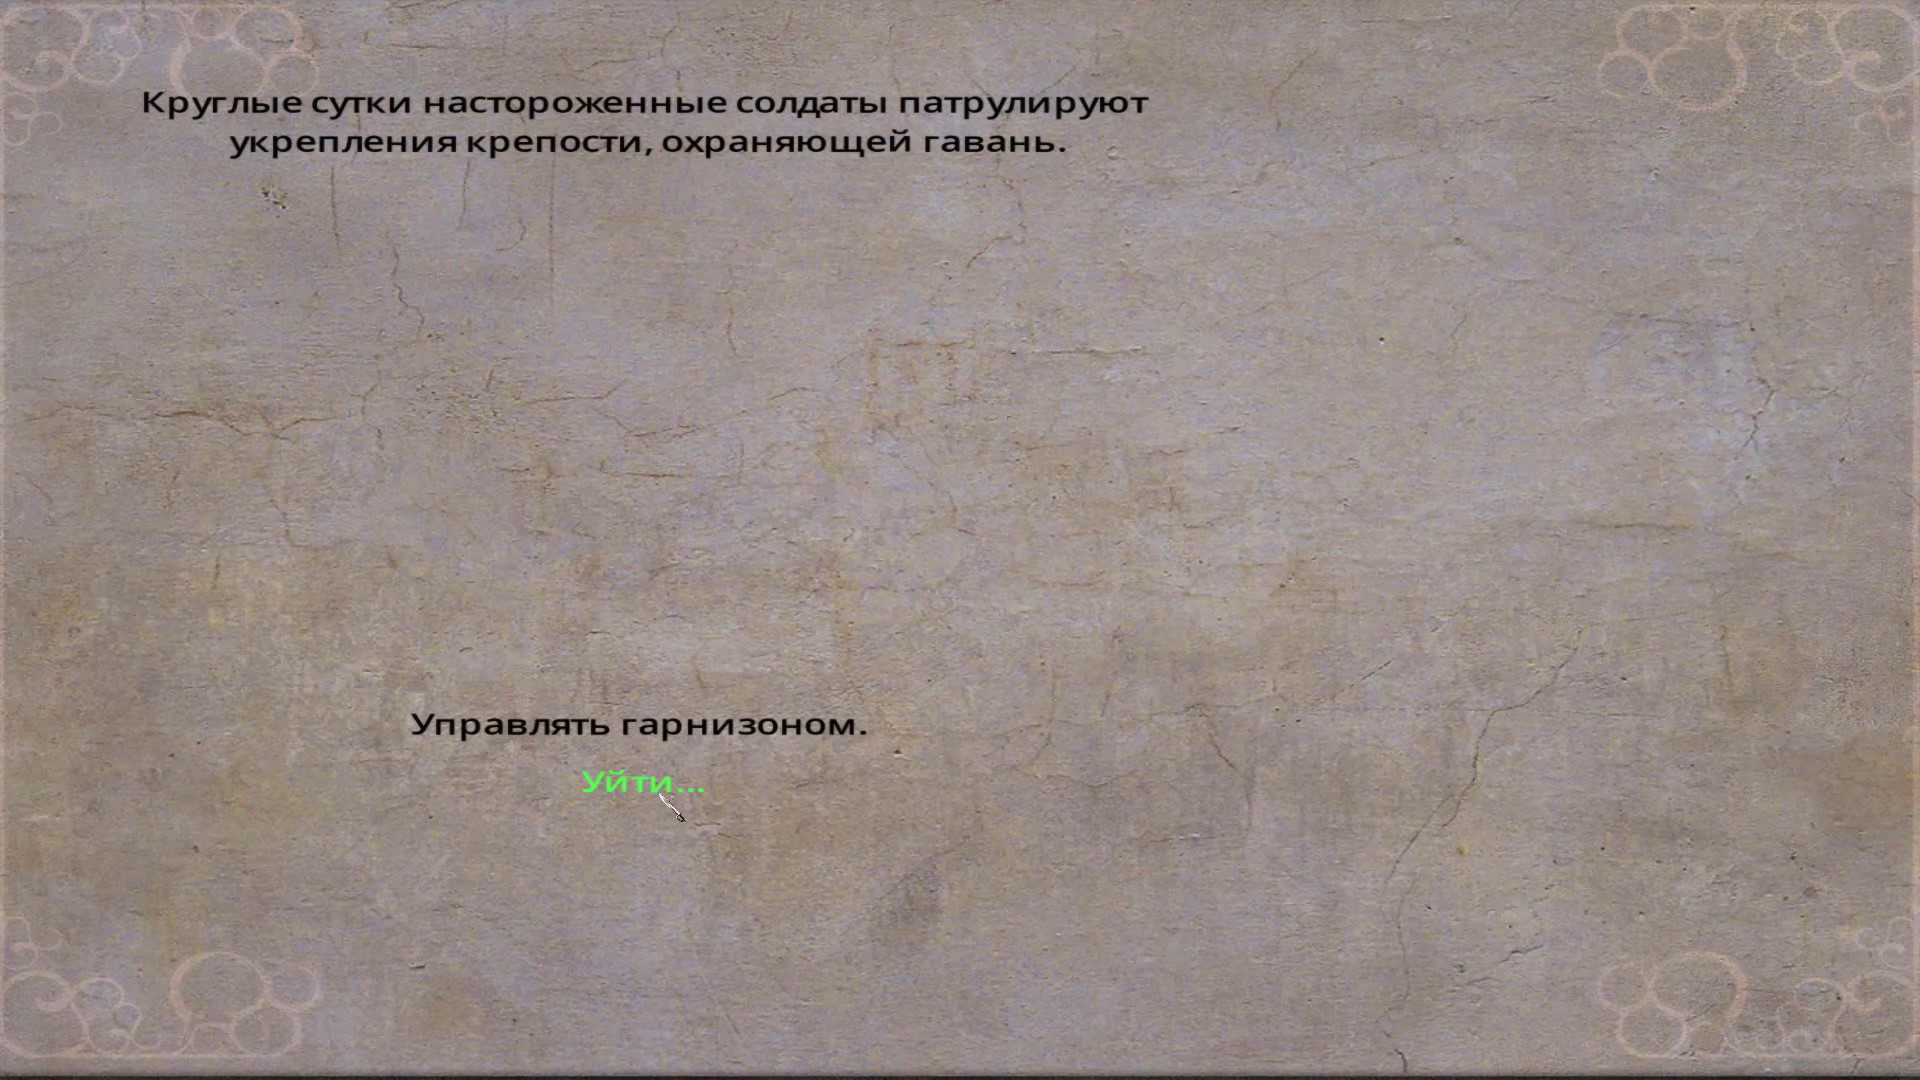 Круглые сутки настороженные солдаты патрулируют
укрепления крепости, охраняющей гавань.
Управлять гарнизоном.
Уйти...